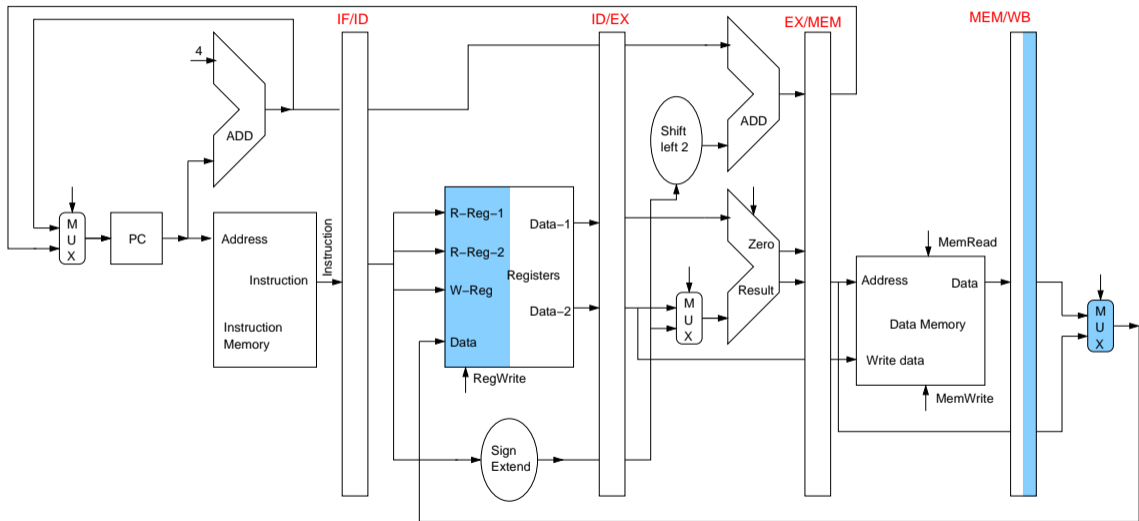 IF/ID
ID/EX
EX/MEM
MEM/WB
4
ADD
ADD
Shift
left 2
M
U
X
PC
Address
Instruction
Instruction
Memory
Instruction
R-Reg-1
R-Reg-2
W-Reg
Data
Registers
Data-1
Data-2
RegWrite
Sign
Extend
M
U
X
Zero
Result
MemRead
Address
Data
Data Memory
Write data
MemWrite
M
U
X